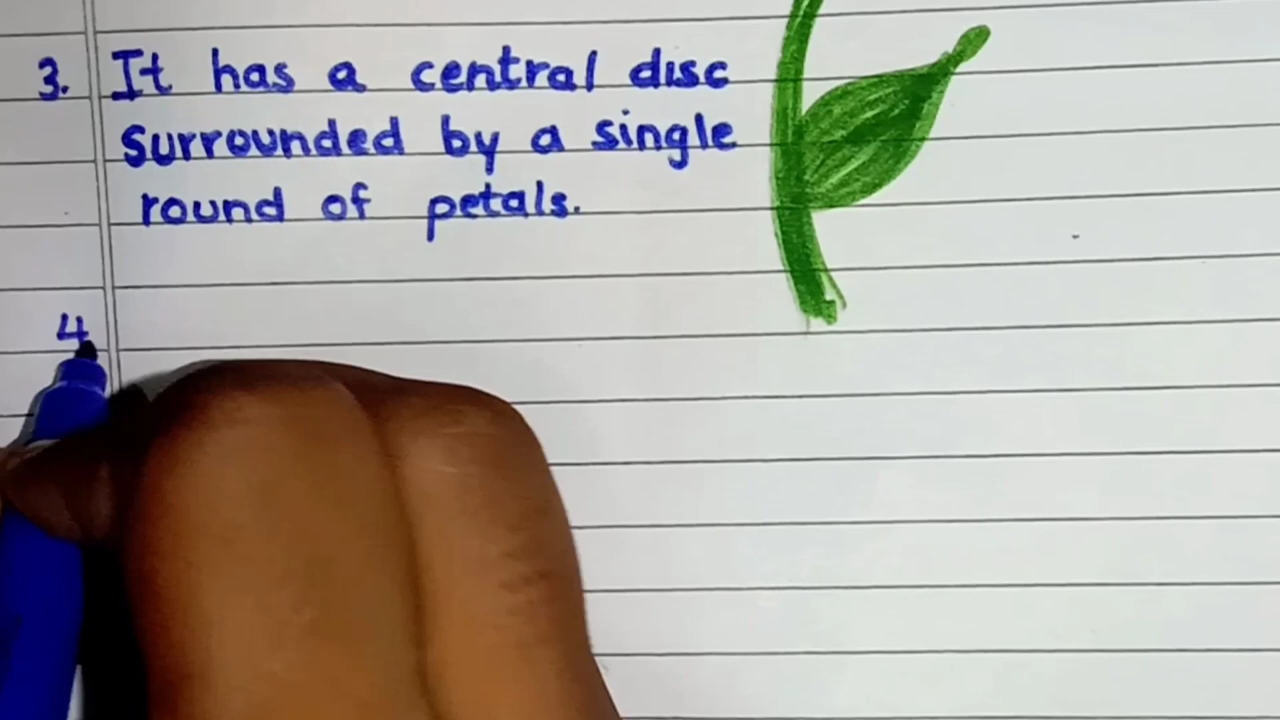 3. It has a central disc
surrounded by a single
round of petals.
4